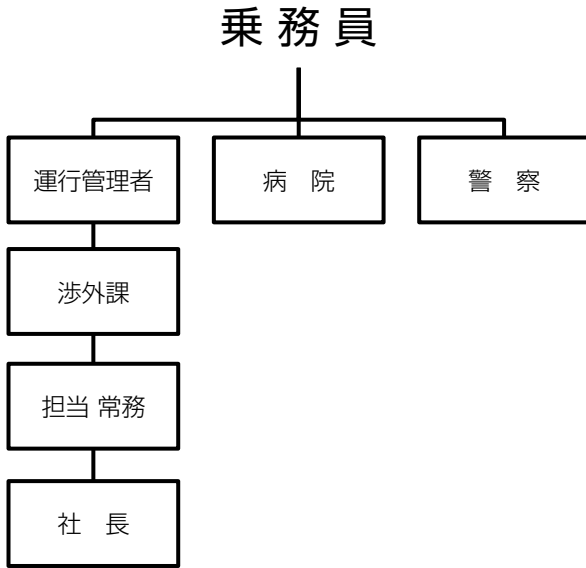 乗務員
運行管理者
病　院
警　察
渉外課
担当 常務
社　長